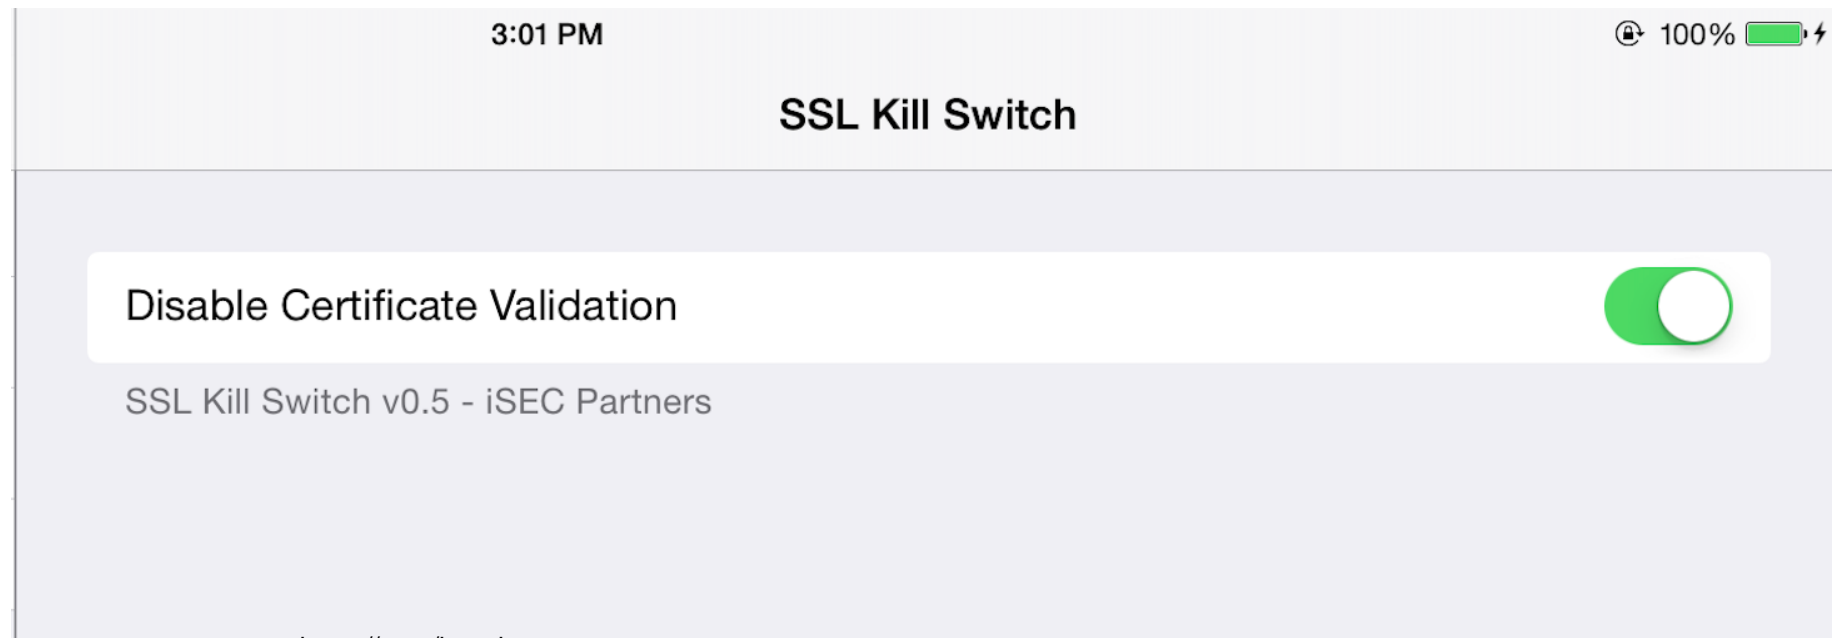 3:01 PM 100%
SSL Kill Switch
Disable Certificate Validation
SSL Kill Switch v0.5 - iSEC Partners